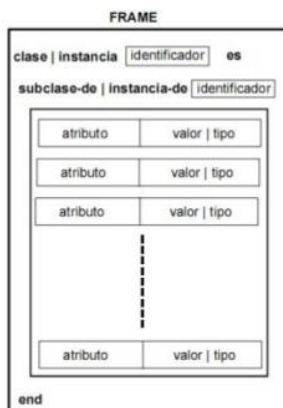 FRAME
clase | instancia identificador es
subclase-de | instancia-de identificador
atributo valor | tipo
atributo valor | tipo
atributo valor | tipo
atributo valor | tipo
end